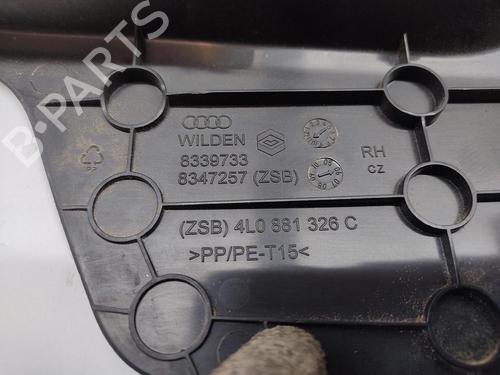 WILDEN
8339733
8347257 (ZSB)
RH
CZ
(ZSB) 4L0 881 326 C
>PP/PE-T15<
B-PARTS